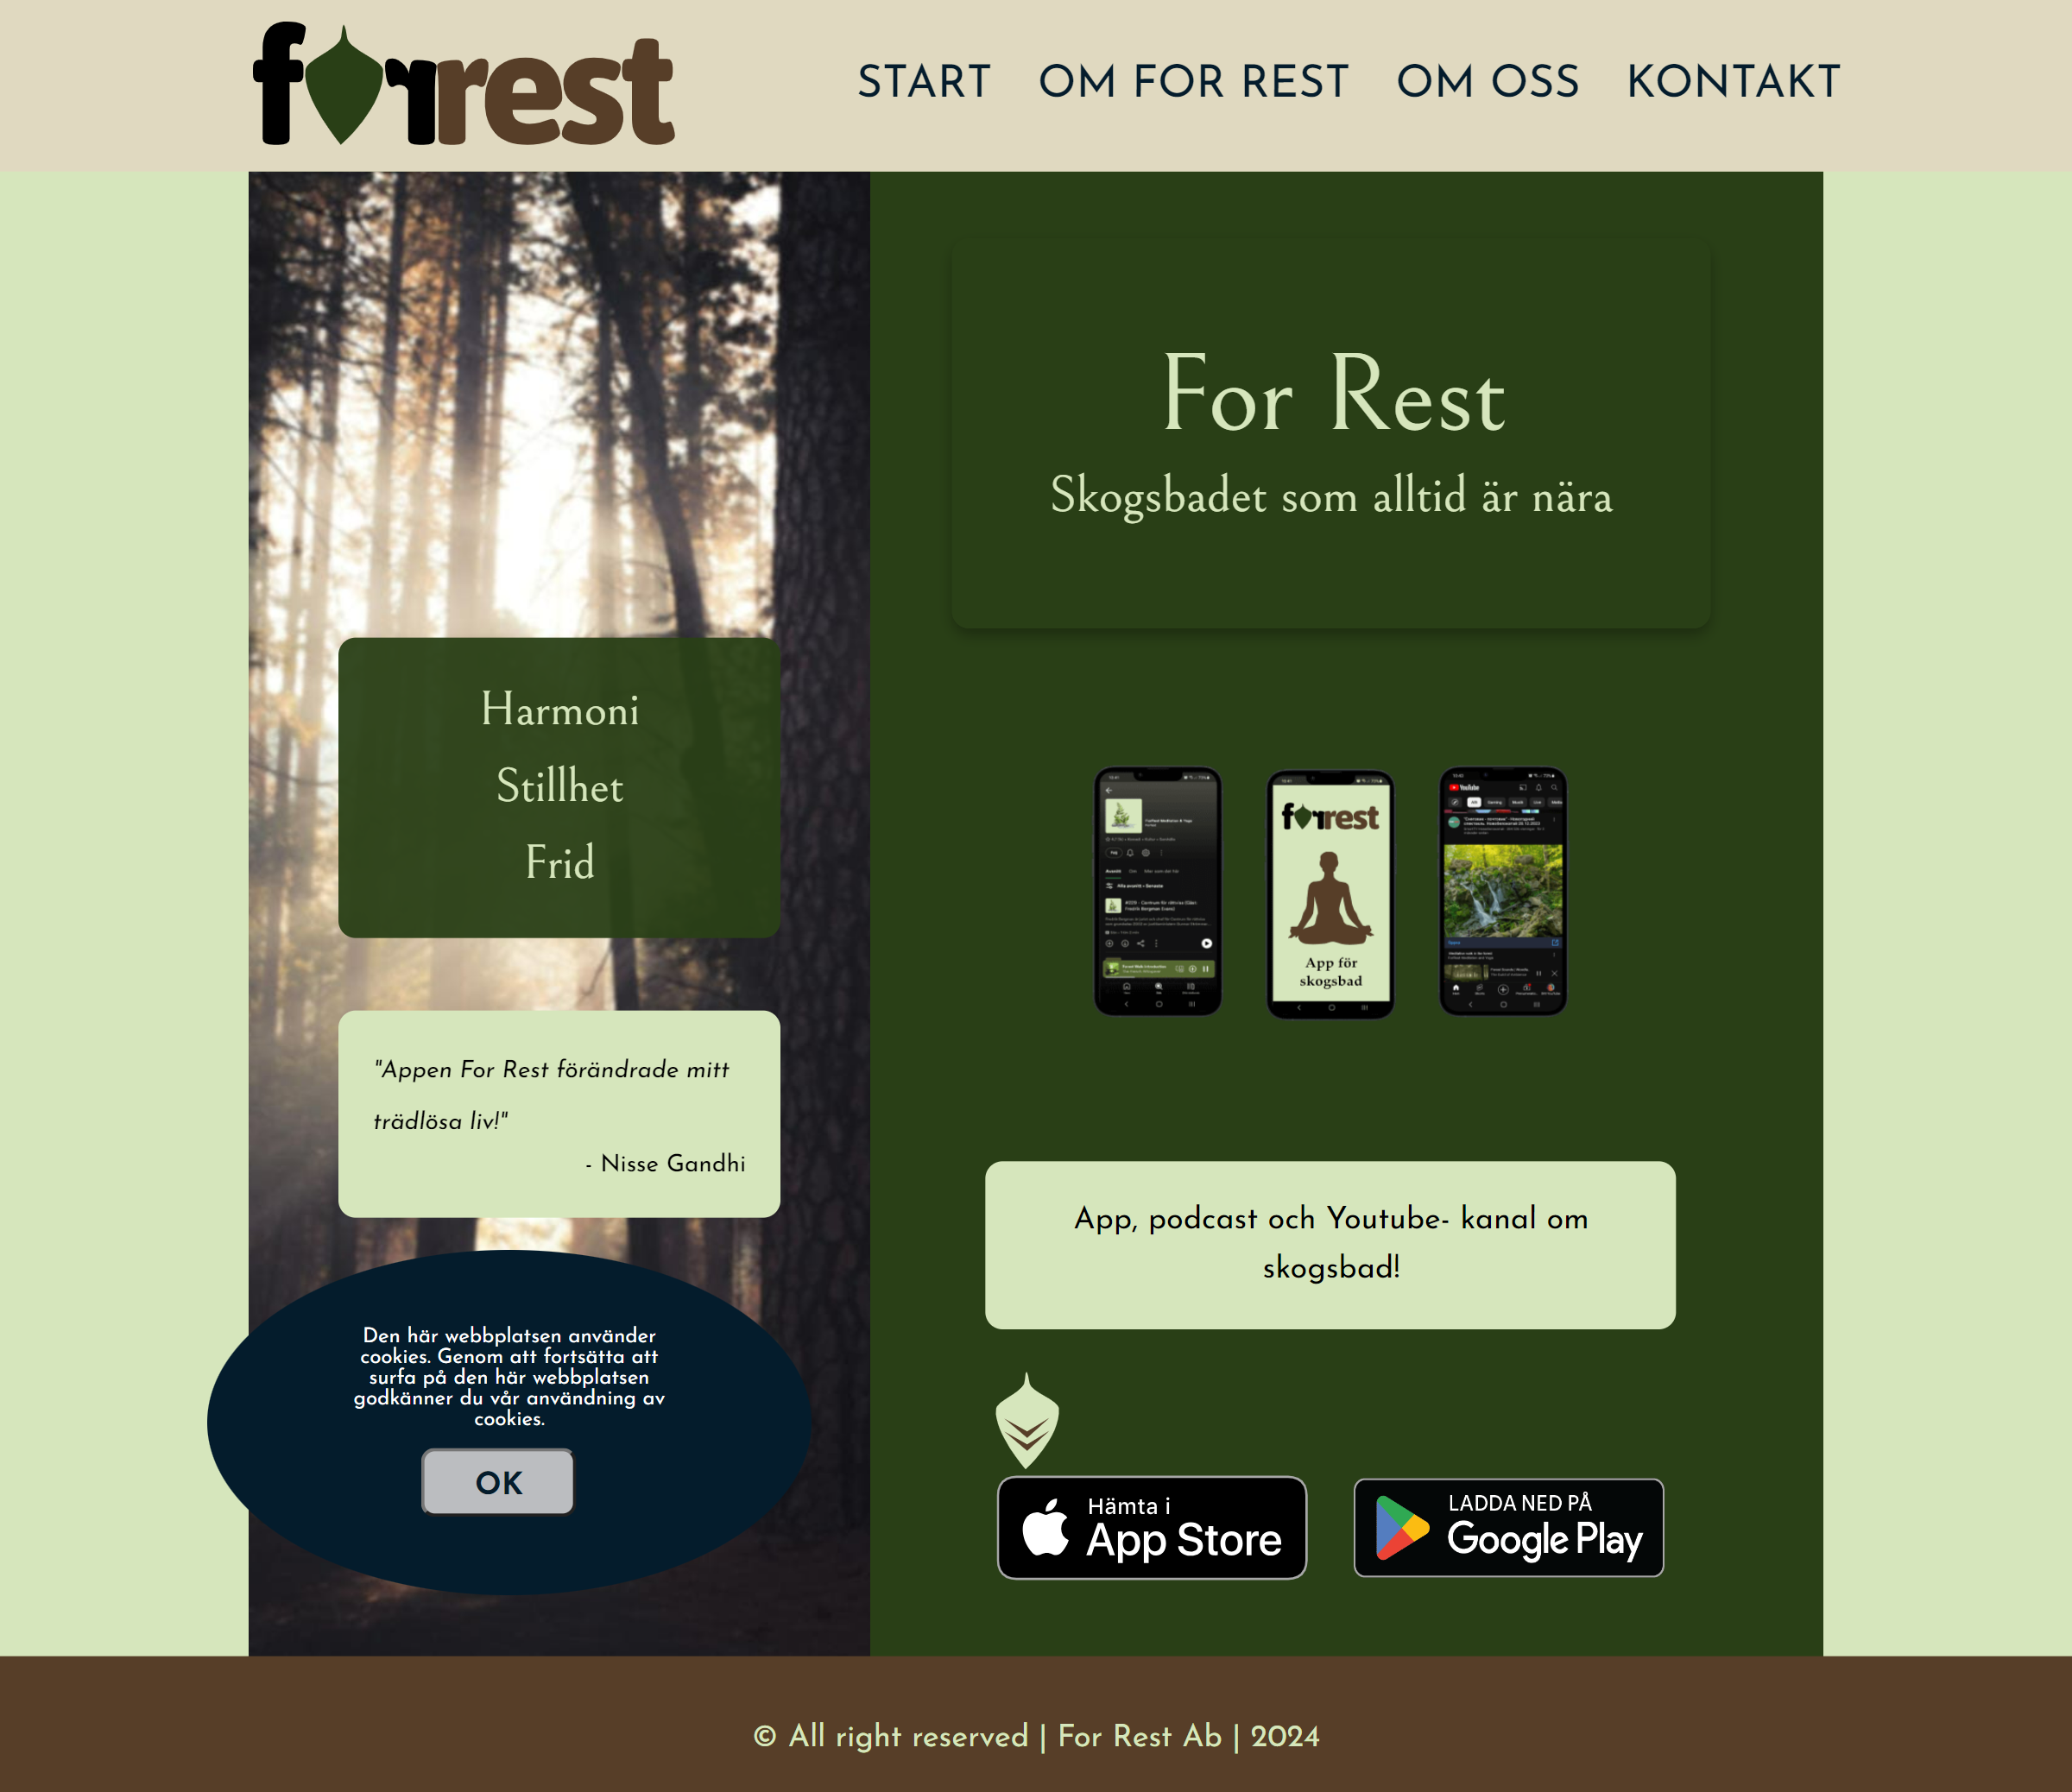 forrest
START OM FOR REST OM OSS KONTAKT
For Rest
Skogsbadet som alltid är nära
Harmoni
Stillhet
Frid
"Appen For Rest förändrade mitt
trädlösa liv!"
- Nisse Gandhi
forrest
App för
skogsbad
YouTube
App, podcast och Youtube- kanal om
skogsbad!
Den här webbplatsen använder
cookies. Genom att fortsätta att
surfa på den här webbplatsen
godkänner du vår användning av
cookies.
OK
Hämta i
App Store
LADDA NED PÅ
Google Play
© All right reserved | For Rest Ab | 2024